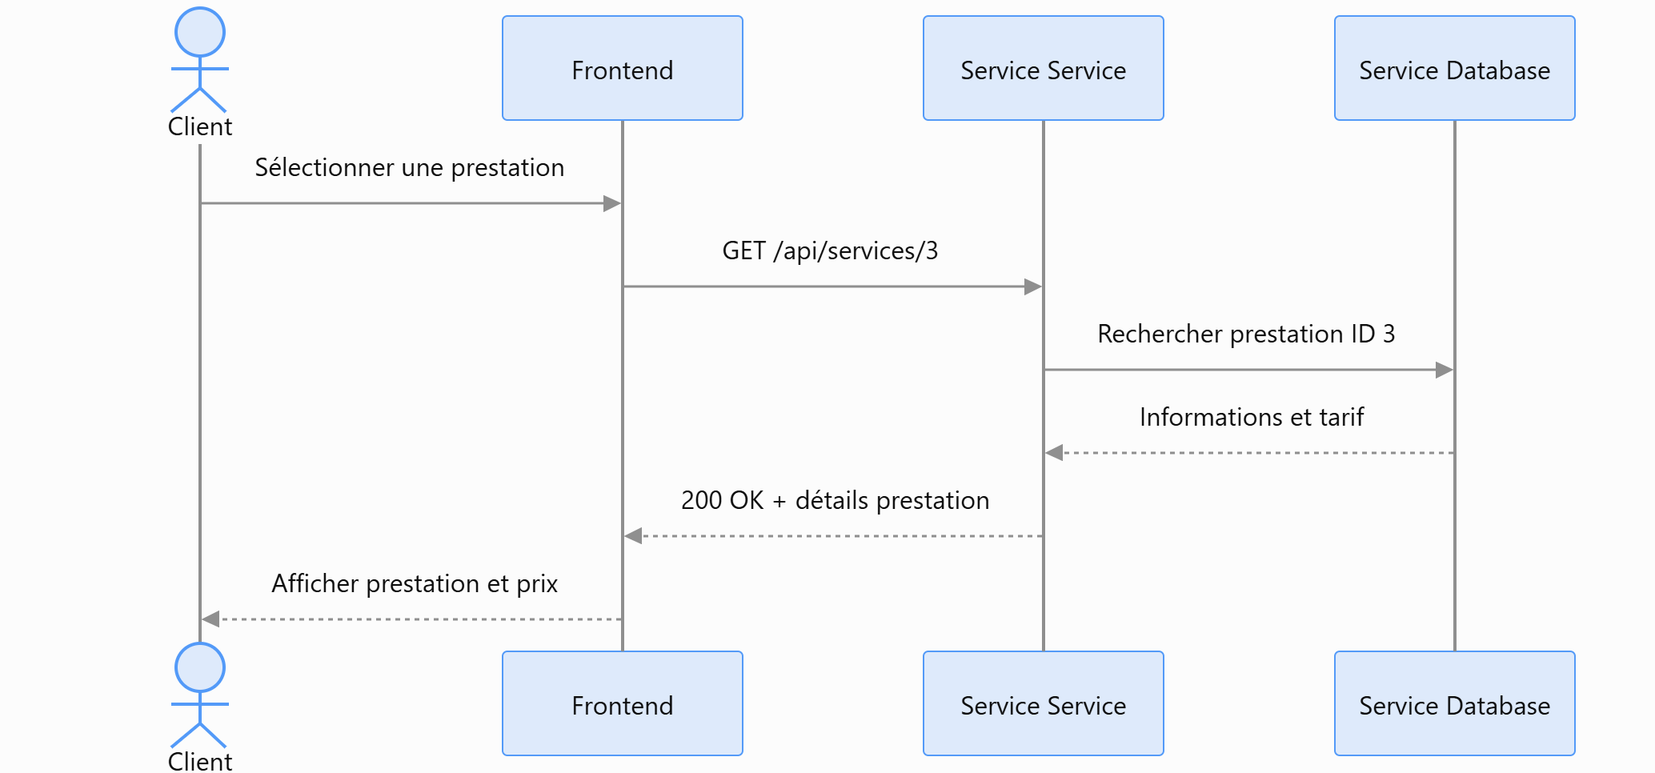 Client
Frontend
Service Service
Service Database
Sélectionner une prestation
GET /api/services/3
Rechercher prestation ID 3
Informations et tarif
200 OK + détails prestation
Afficher prestation et prix
Client
Frontend
Service Service
Service Database